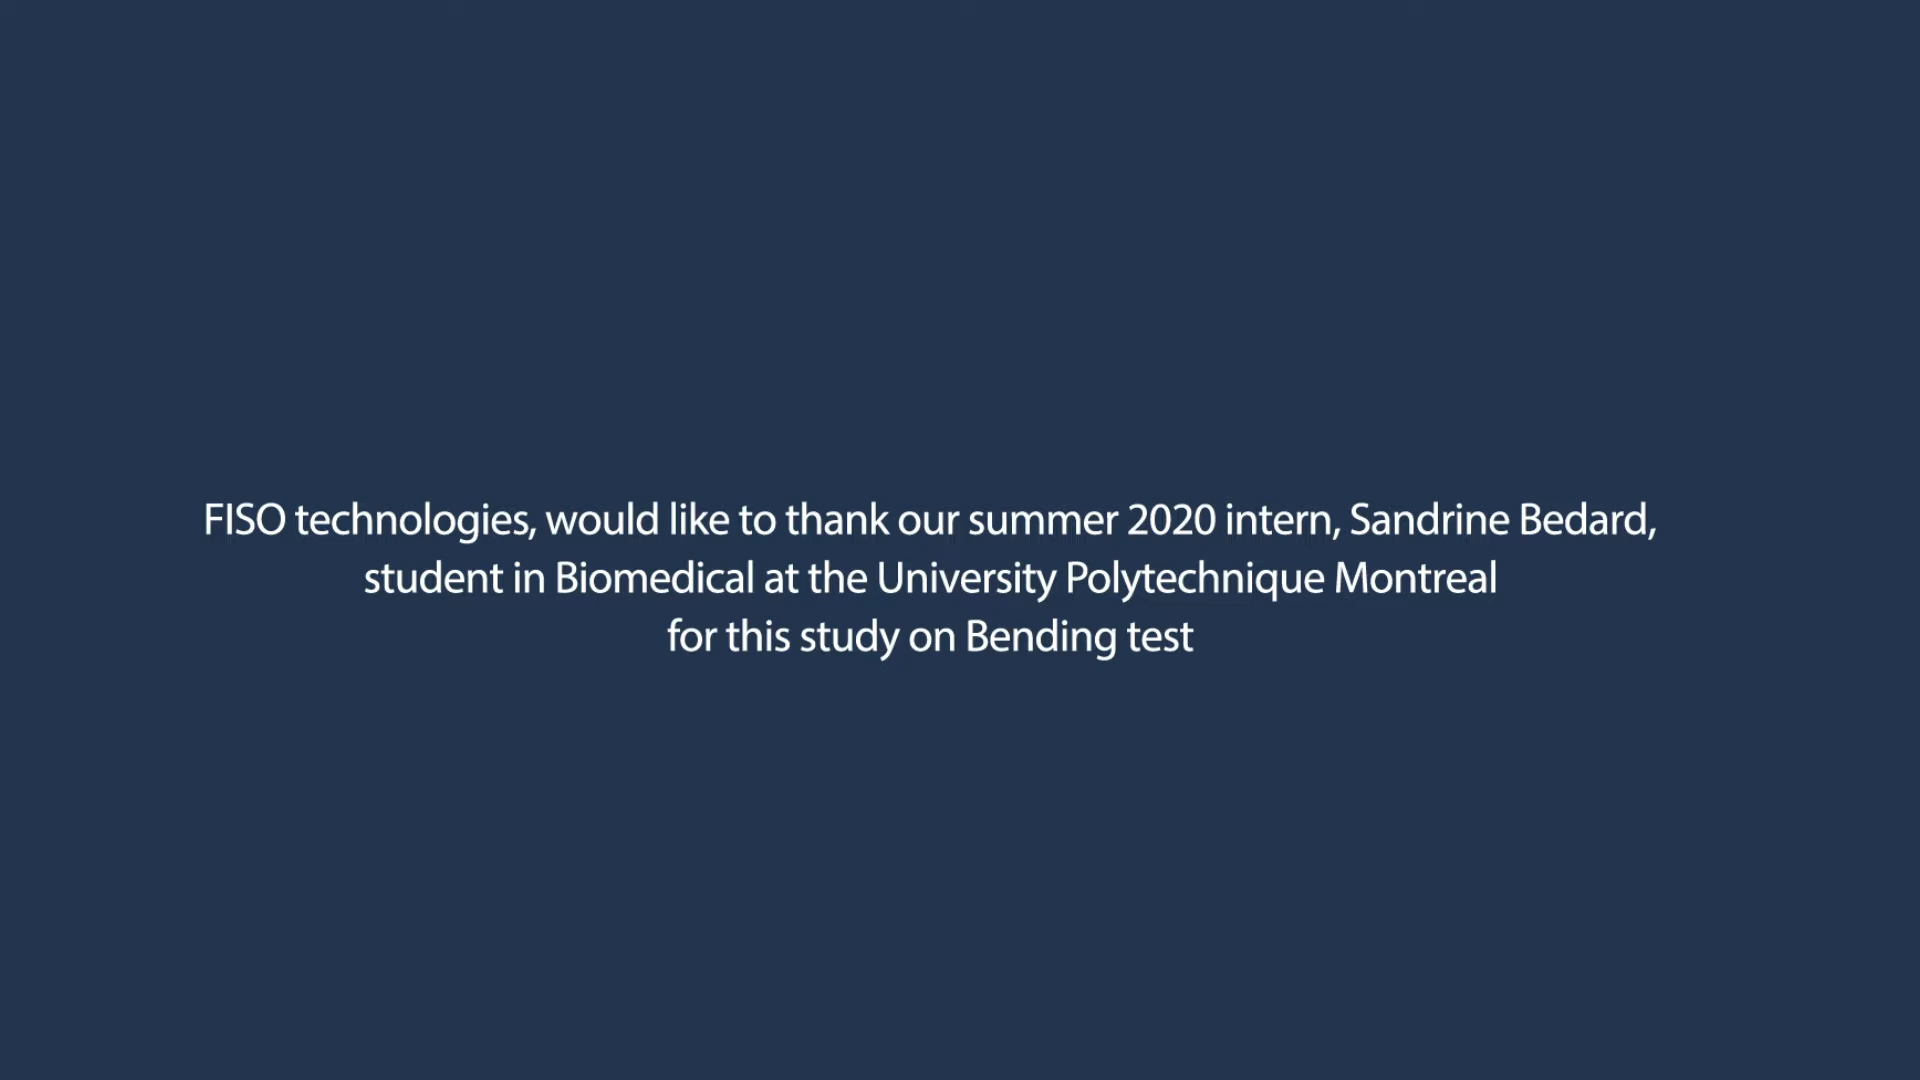 FISO technologies, would like to thank our summer 2020 intern, Sandrine Bedard,
student in Biomedical at the University Polytechnique Montreal
for this study on Bending test